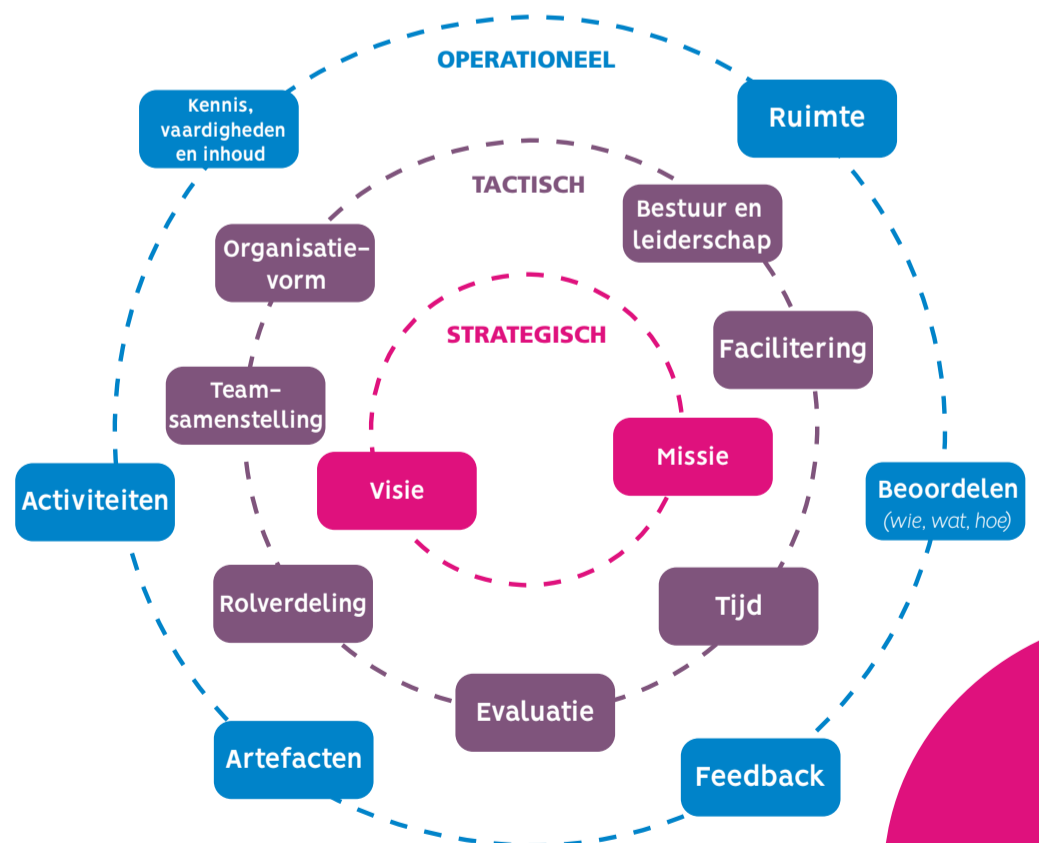 OPERATIONEEL
Kennis,
vaardigheden
en inhoud
Ruimte
TACTISCH
Bestuur en
leiderschap
Organisatie-
vorm
STRATEGISCH
Facilitering
Team-
samenstelling
Missie
Visie
Activiteiten
Beoordelen
(wie, wat, hoe)
Rolverdeling
Tijd
Evaluatie
Artefacten
Feedback